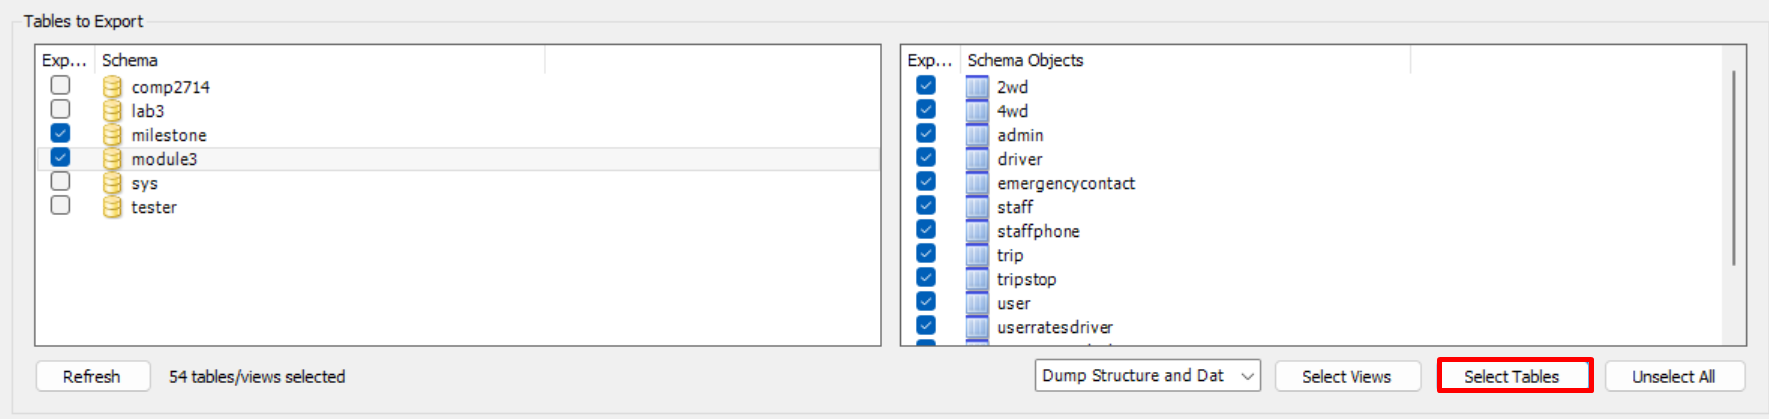 Tables to Export
Exp... Schema
comp2714
lab3
milestone
module3
sys
tester
Exp... Schema Objects
2wd
4wd
admin
driver
emergencycontact
staff
staffphone
trip
tripstop
user
userratesdriver
Refresh 54 tables/views selected
Dump Structure and Dat Select Views Select Tables Unselect All